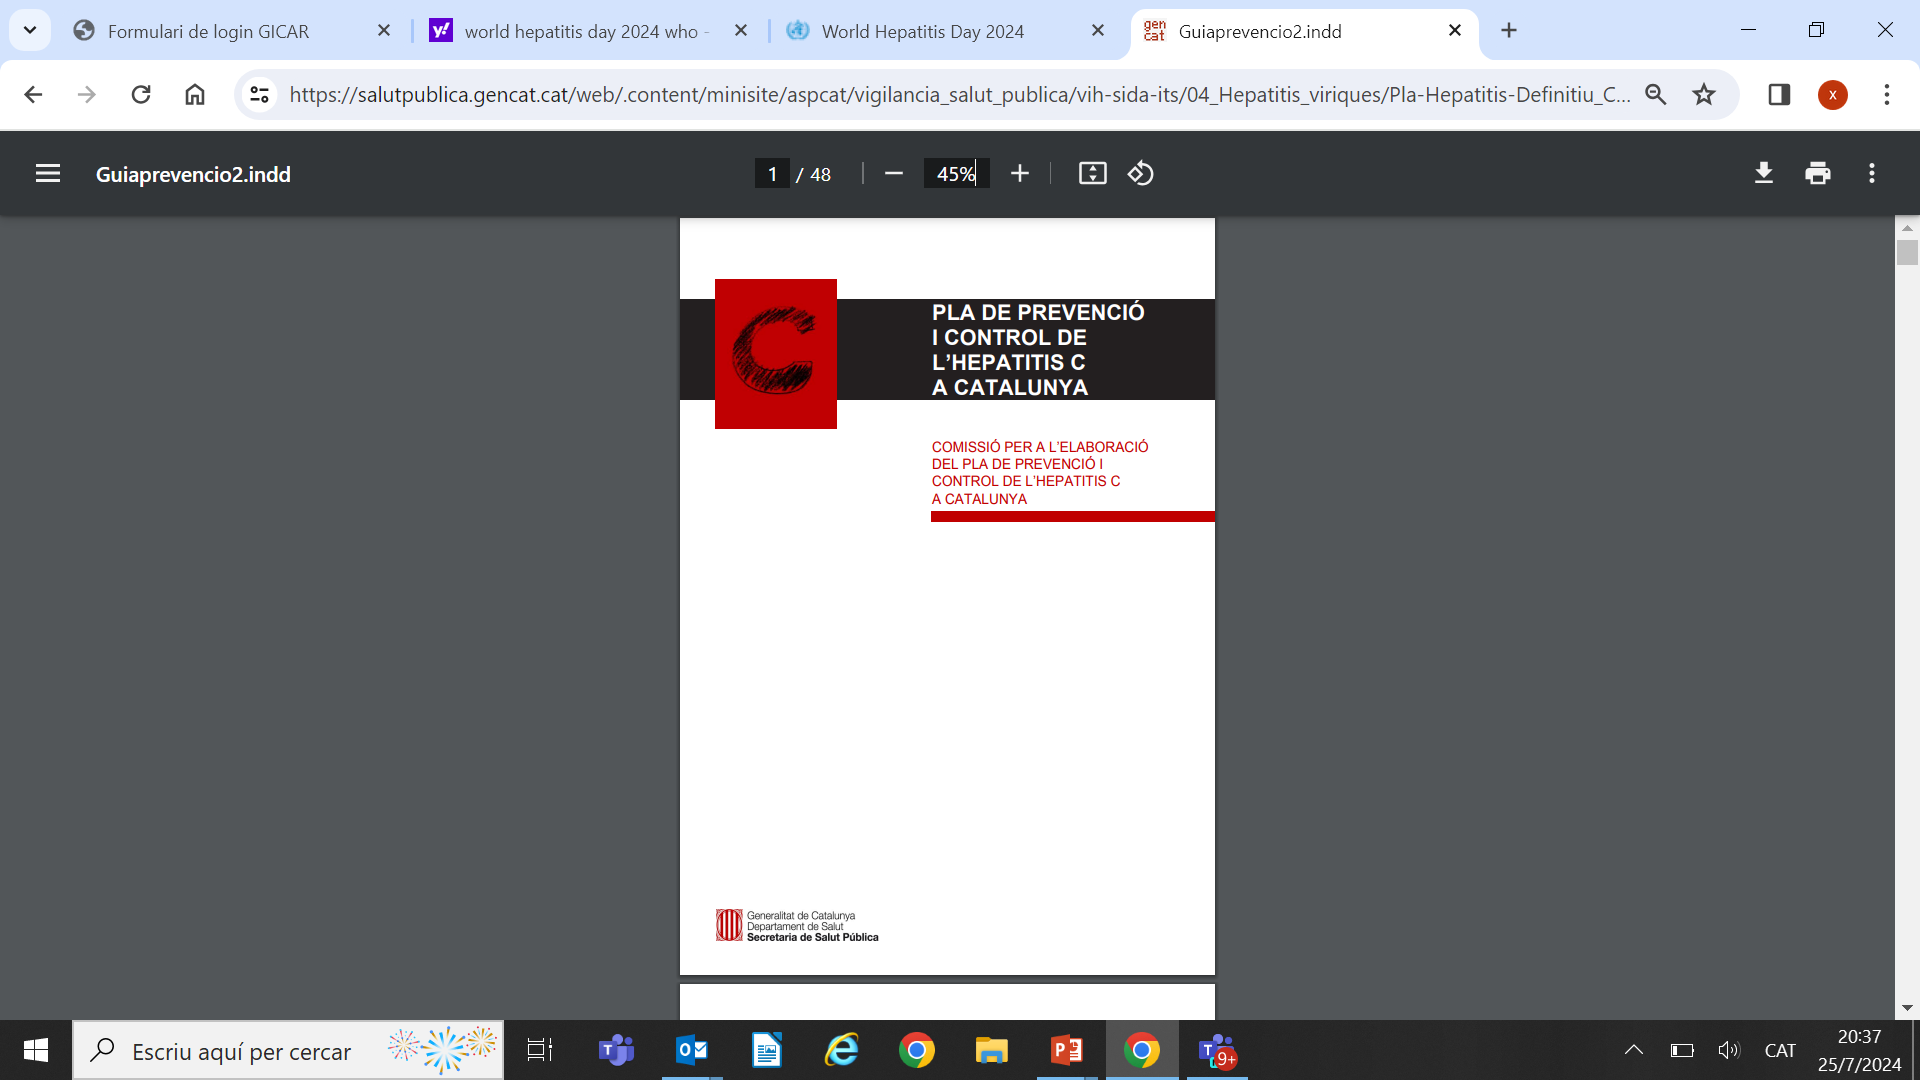 Formulari de login GICAR
world hepatitis day 2024 who -
World Hepatitis Day 2024
gen
cat
Guiaprevencio2.indd
https://salutpublica.gencat.cat/web/.content/minisite/aspcat/vigilancia_salut_publica/vih-sida-its/04_Hepatitis_viriques/Pla-Hepatitis-Definitiu_C...
x
Guiaprevencio2.indd
1 / 48
45%
C
PLA DE PREVENCIÓ
I CONTROL DE
L’HEPATITIS C
A CATALUNYA
COMISSIÓ PER A L’ELABORACIÓ
DEL PLA DE PREVENCIÓ I
CONTROL DE L’HEPATITIS C
A CATALUNYA
Generalitat de Catalunya
Departament de Salut
Secretaria de Salut Pública
Escriu aquí per cercar
9+
CAT
20:37
25/7/2024